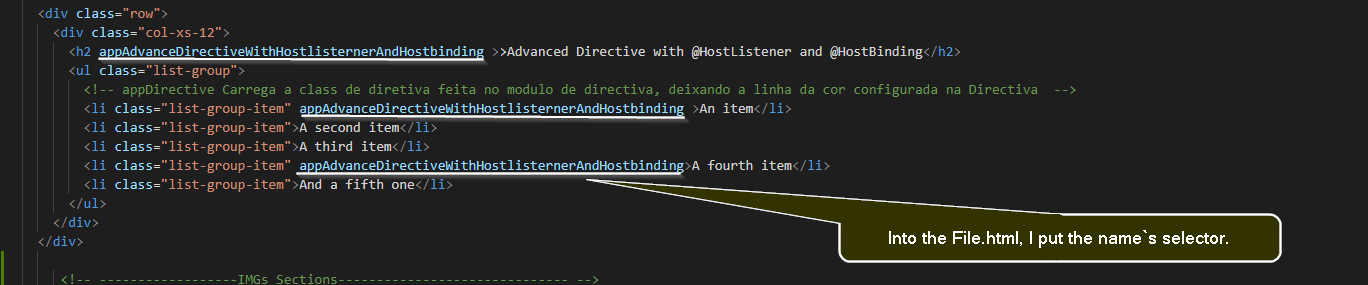 <div class="row">
<div class="col-xs-12">
<h2 appAdvanceDirectiveWithHostlisternerAndHostbinding >>Advanced Directive with @HostListener and @HostBinding</h2>
<ul class="list-group">
<!-- appDirective Carrega a class de diretiva feita no modulo de directiva, deixando a linha da cor configurada na Directiva  -->
<li class="list-group-item" appAdvanceDirectiveWithHostlisternerAndHostbinding >An item</li>
<li class="list-group-item">A second item</li>
<li class="list-group-item">A third item</li>
<li class="list-group-item" appAdvanceDirectiveWithHostlisternerAndHostbinding>A fourth item</li>
<li class="list-group-item">And a fifth one</li>
</ul>
</div>
</div>
Into the File.html, I put the name`s selector.
<!-- ------------------IMGs Sections------------------------------ -->